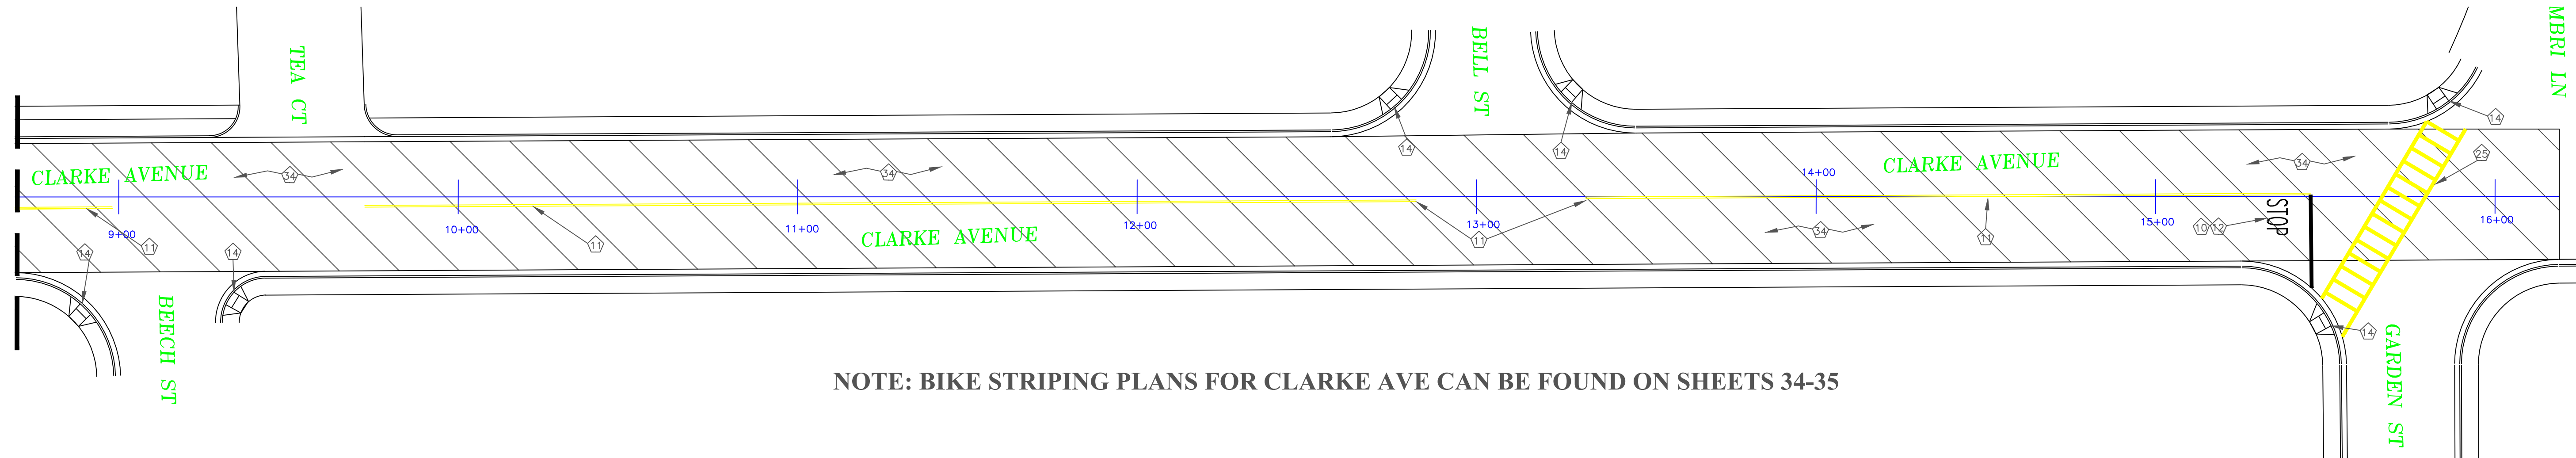 TEA CT
BELL ST
MBRI LN
CLARKE AVENUE
34
34
14
14
CLARKE AVENUE
34
14
25
9+00
11
10+00
11
11+00
CLARKE AVENUE
12+00
13+00
11
14+00
34
11
15+00
10
12
STOP
16+00
14
14
BEECH ST
14
GARDEN ST
NOTE: BIKE STRIPING PLANS FOR CLARKE AVE CAN BE FOUND ON SHEETS 34-35